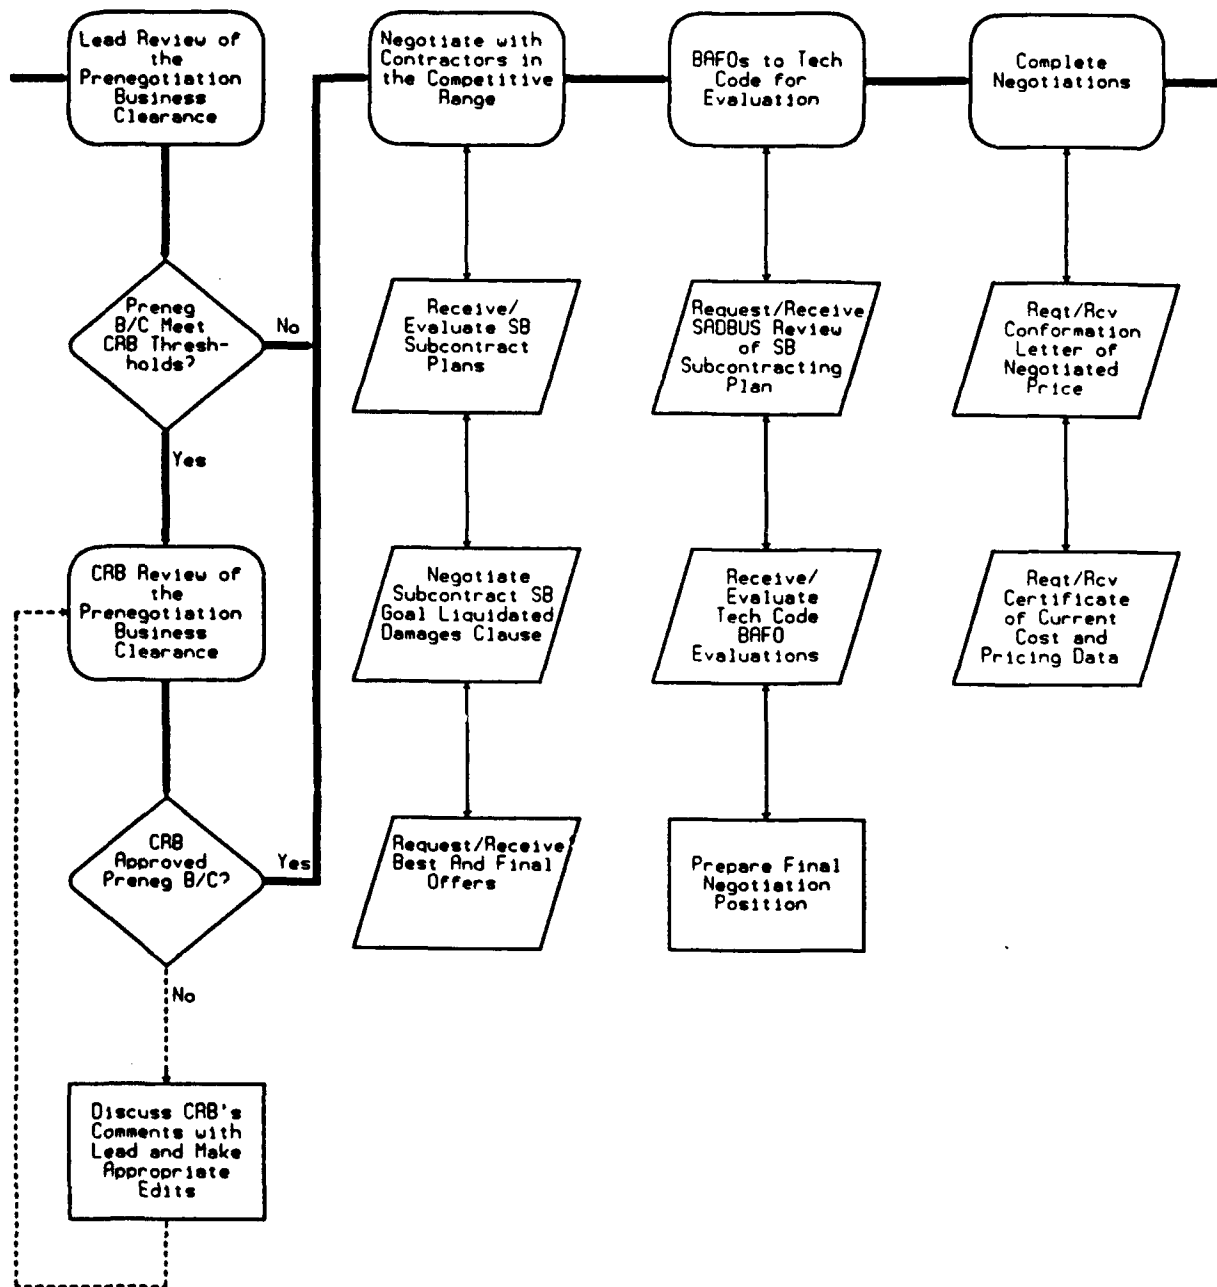 Lead Review of
the
Prenegotiation
Business
Clearance
Preneg
B/C Meet
CRB Thresh-
holds?
No
Yes
CRB Review of
the
Prenegotiation
Business
Clearance
CRB
Approved
Preneg B/C?
Yes
No
Discuss CRB's
Comments with
Lead and Make
Appropriate
Edits
Negotiate with
Contractors in
the Competitive
Range
Receive/
Evaluate SB
Subcontract
Plans
Negotiate
Subcontract SB
Goal Liquidated
Damages Clause
Request/Receive
Best And Final
Offers
BAFOs to Tech
Code for
Evaluation
Request/Receive
SADBUS Review
of SB
Subcontracting
Plan
Receive/
Evaluate
Tech Code
BAFO
Evaluations
Prepare Final
Negotiation
Position
Complete
Negotiations
Reqt/Rcv
Conformation
Letter of
Negotiated
Price
Reqt/Rcv
Certificate
of Current
Cost and
Pricing Data